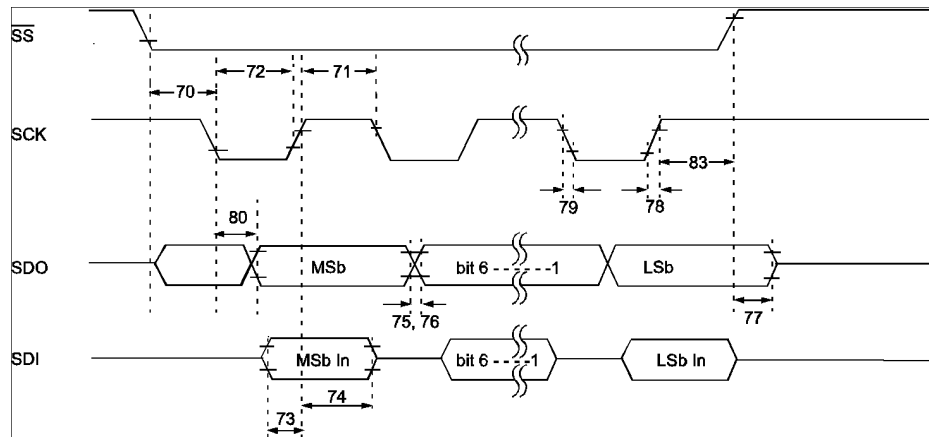 SS
72
71
70
SCK
83
79
78
80
SDO
MSb
bit 6 - - - - - -1
LSb
75, 76
77
SDI
MSb In
bit 6 - - - - -1
LSb In
74
73